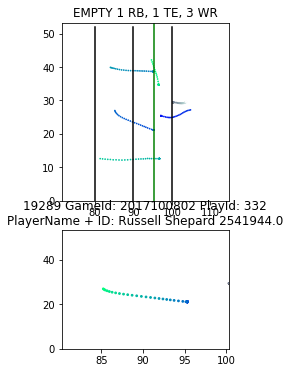 EMPTY 1 RB, 1 TE, 3 WR
50
40
30
20
10
0
80 90 100 110
19289 GameId: 2017100802 PlayId: 332
PlayerName + ID: Russell Shepard 2541944.0
40
20
0
85 90 95 100